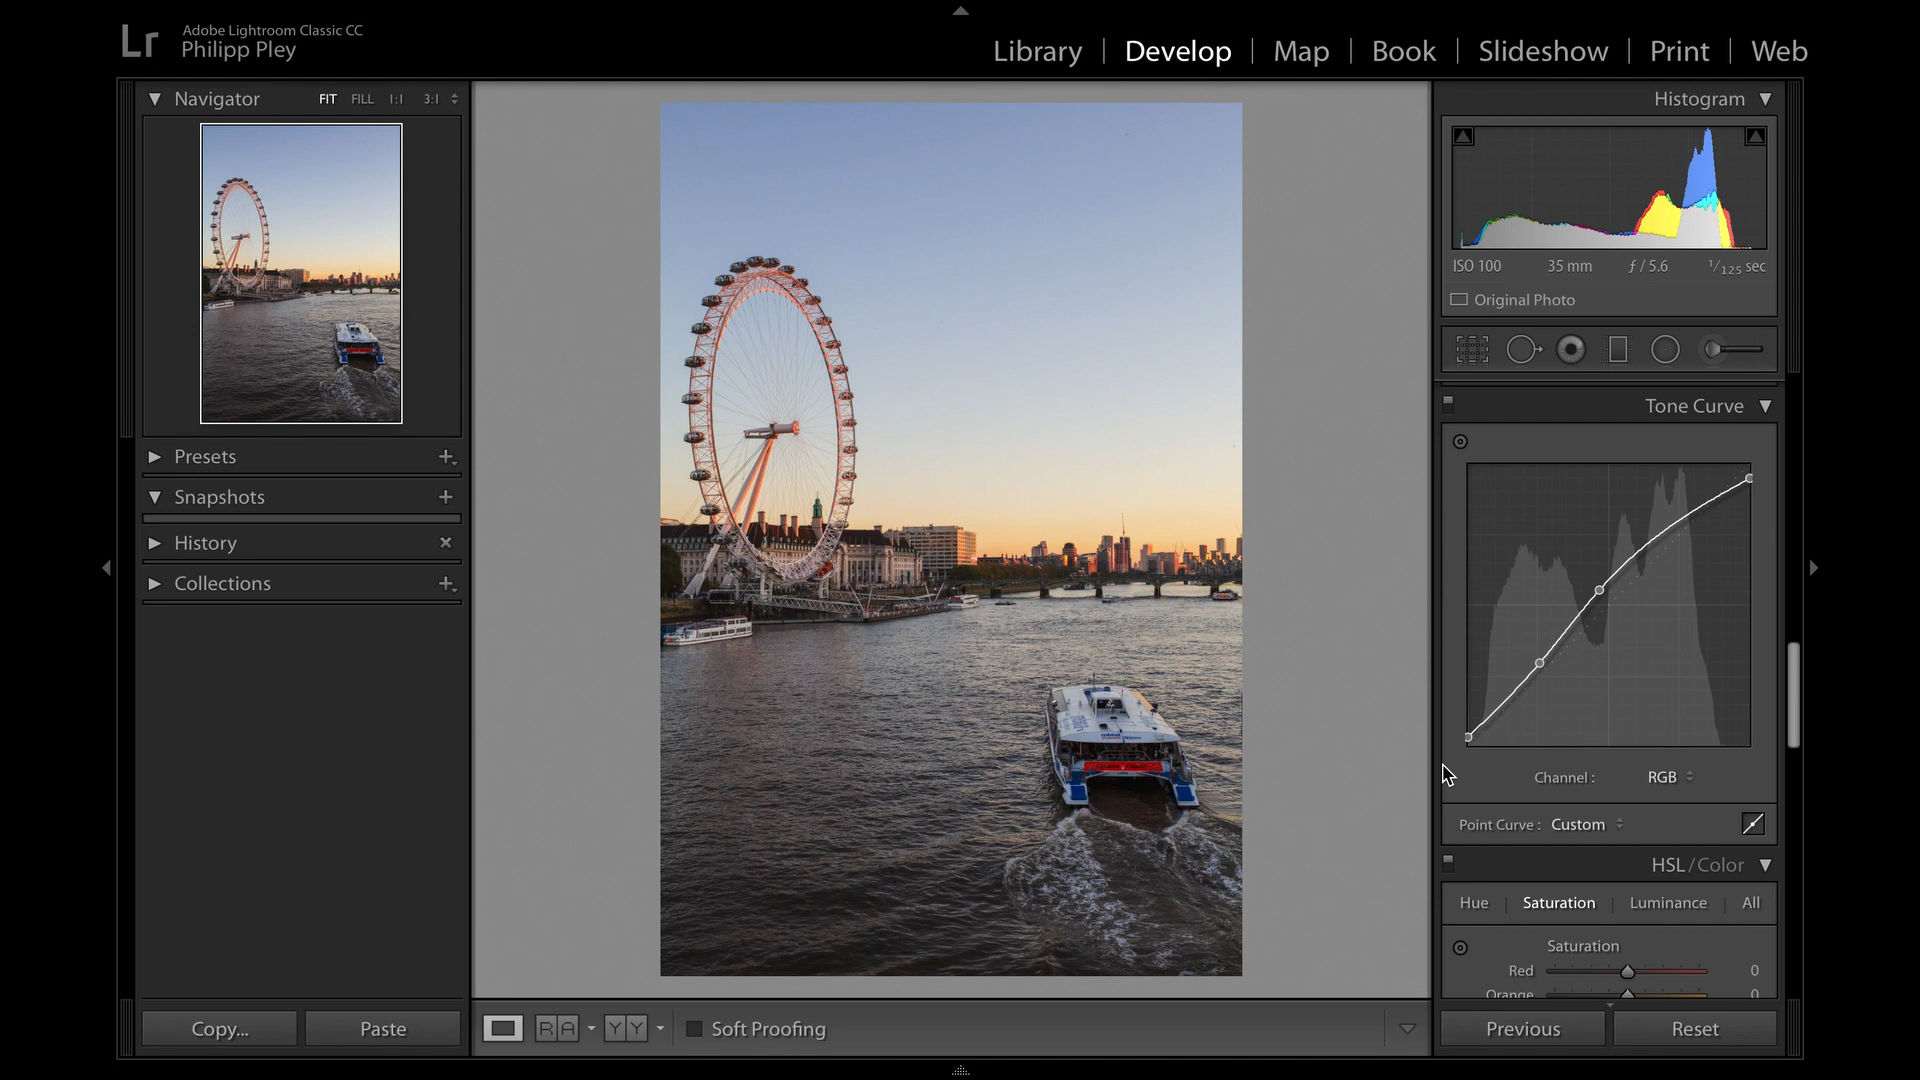 Lr
Adobe Lightroom Classic CC
Philipp Pley
Library | Develop | Map | Book | Slideshow | Print | Web
Navigator FIT FILL 1:1 3:1
Histogram
ISO 100 35 mm ƒ / 5.6 1/125 sec
Original Photo
Presets
Snapshots
History
Collections
Tone Curve
Channel : RGB
Point Curve : Custom
HSL / Color
Hue | Saturation | Luminance | All
Saturation
Red 0
Orange 0
Copy... Paste
R A Y Y Soft Proofing
Previous Reset